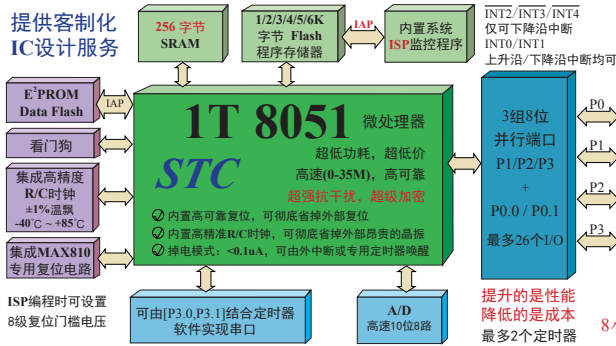 提供客制化
IC设计服务
256 字节
SRAM
1/2/3/4/5/6K
字节 Flash
程序存储器
IAP
内置系统
ISP监控程序
INT2/INT3/INT4
仅可下降沿中断
INT0/INT1
上升沿/下降沿中断均可
E²PROM
Data Flash
IAP
看门狗
集成高精度
R/C时钟
±1%温飘
-40℃ ~ +85℃
集成MAX810
专用复位电路
ISP编程时可设置
8级复位门槛电压
1T 8051 微处理器
STC
超低功耗，超低价
高速(0-35M)，高可靠
超强抗干扰，超级加密
内置高可靠复位，可彻底省掉外部复位
内置高精准R/C时钟，可彻底省掉外部昂贵的晶振
掉电模式：<0.1uA，可由外中断或专用定时器唤醒
3组8位
并行端口
P1/P2/P3
+
P0.0 / P0.1
最多26个I/O
P0
P1
P2
P3
可由[P3.0,P3.1]结合定时器
软件实现串口
A/D
高速10位8路
提升的是性能
降低的是成本
最多2个定时器
8